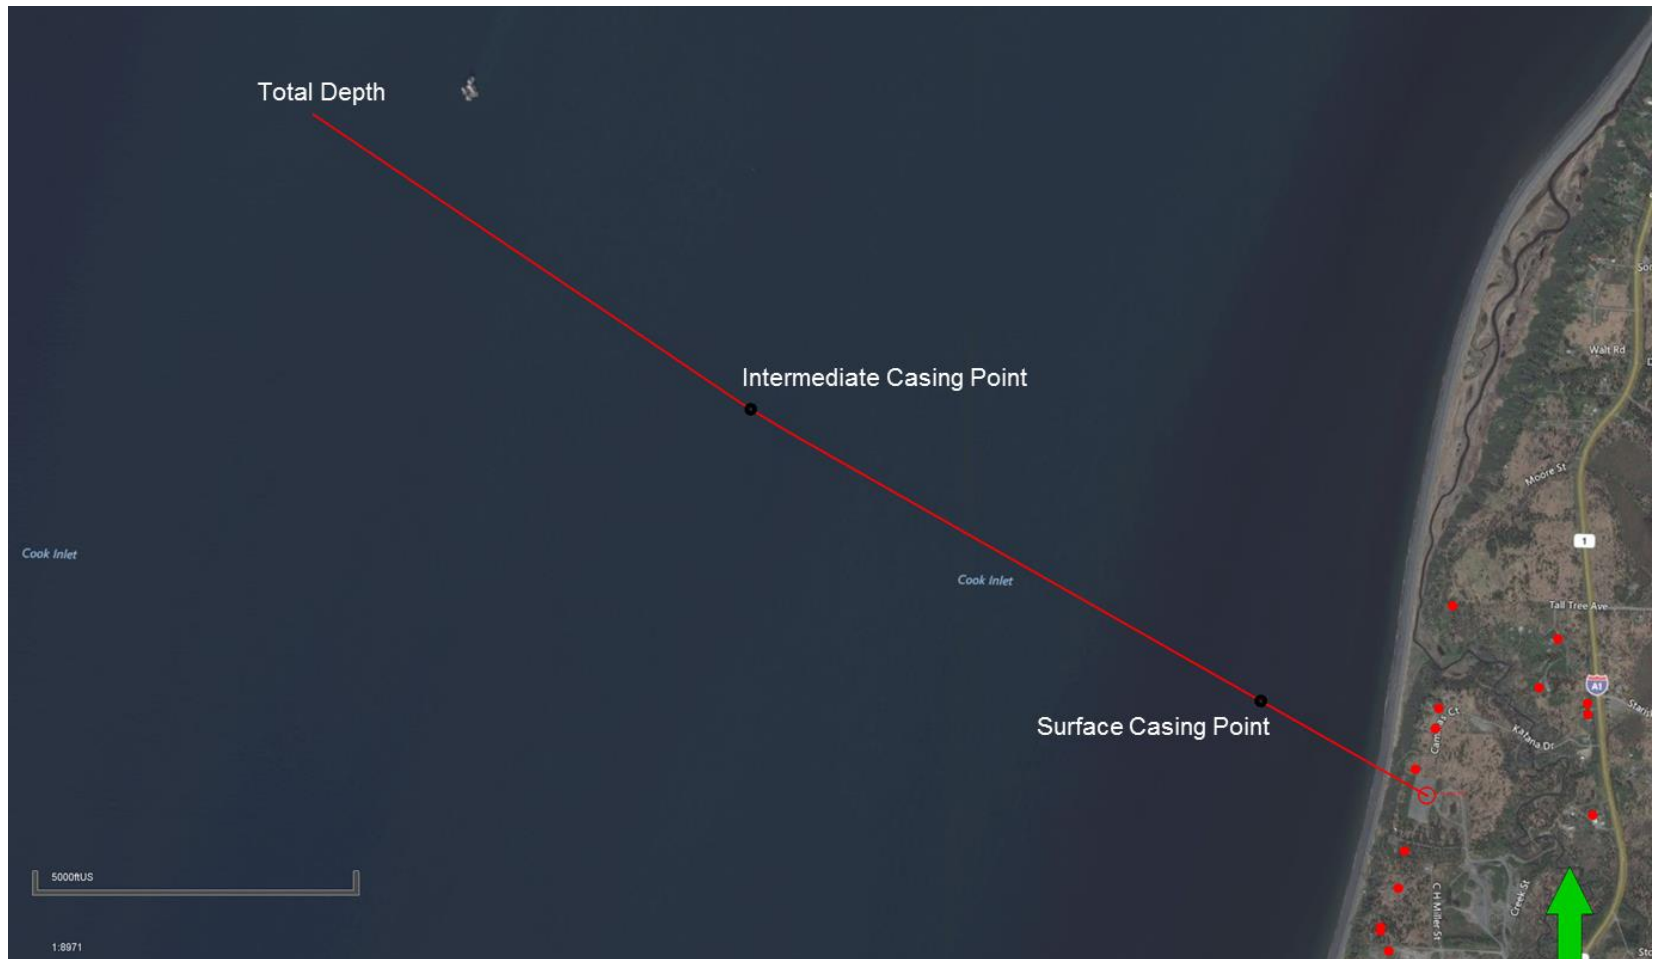 Total Depth
Intermediate Casing Point
Walt Rd
Moore St
1
Cook Inlet
Cook Inlet
Tall Tree Ave
A1
Surface Casing Point
Katana Dr
5000ftUS
C H Miller St
Creek St
1:8971